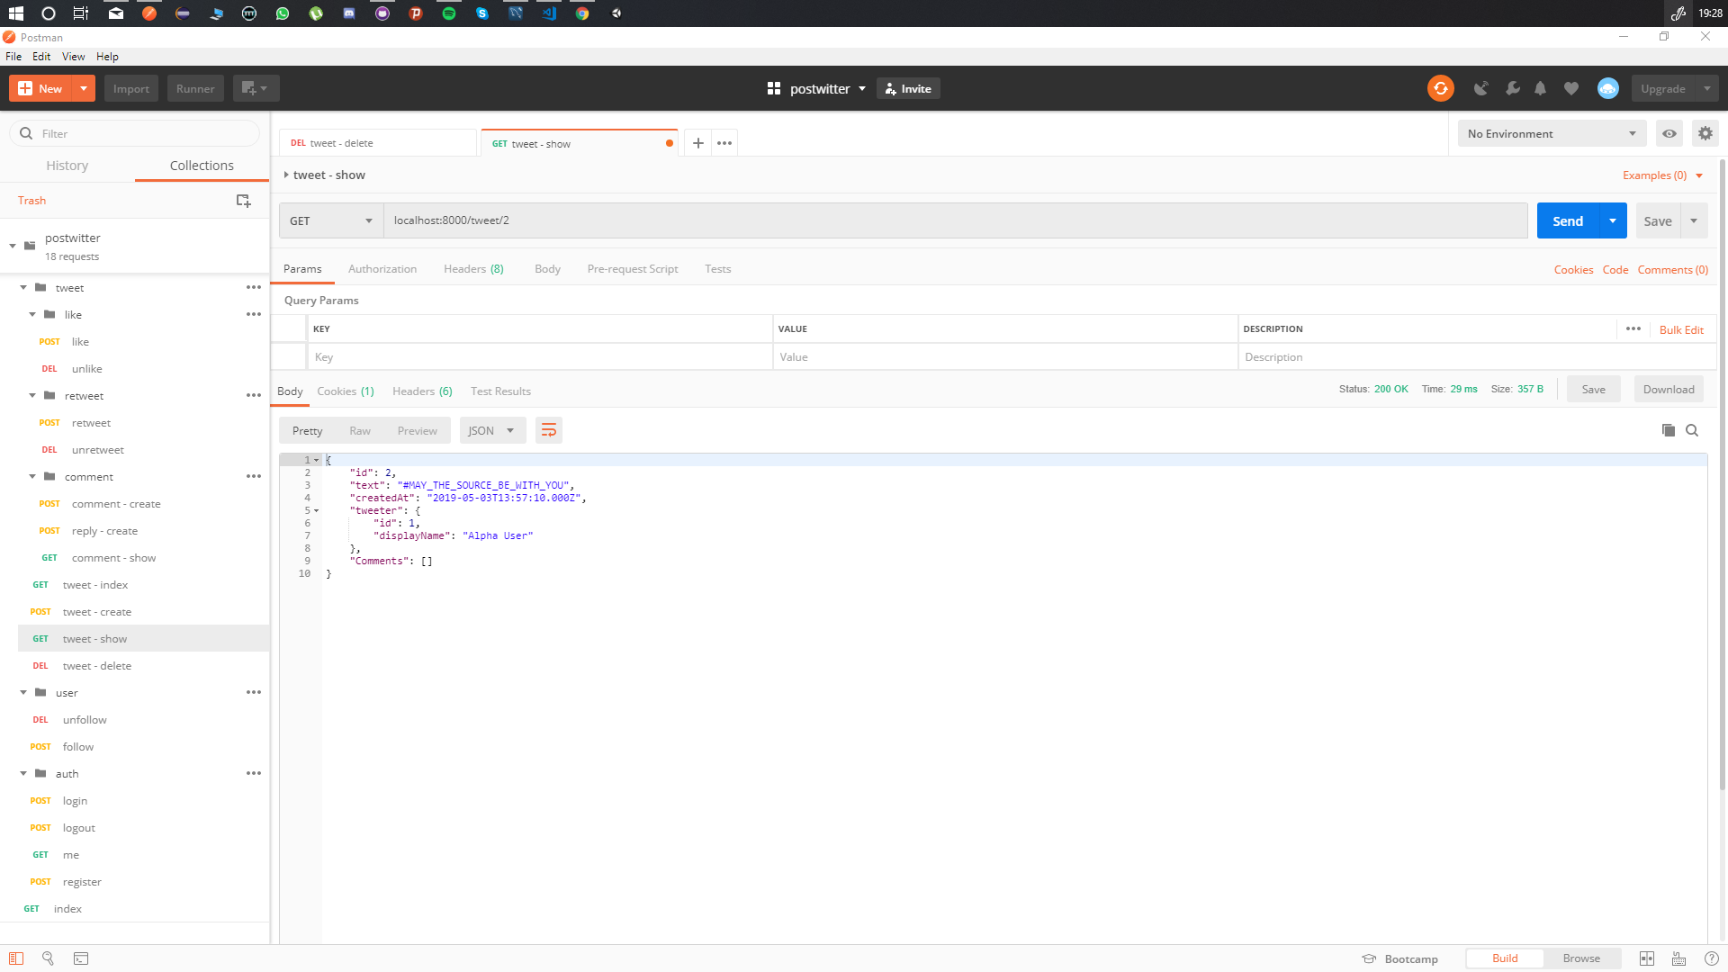 19:28
Postman
File Edit View Help
New Import Runner postwitter Invite Upgrade
Filter
History Collections
Trash
postwitter
18 requests
tweet
like
POST like
DEL unlike
retweet
POST retweet
DEL unretweet
comment
POST comment - create
POST reply - create
GET comment - show
GET tweet - index
POST tweet - create
GET tweet - show
DEL tweet - delete
user
DEL unfollow
POST follow
auth
POST login
POST logout
GET me
POST register
GET index
DEL tweet - delete GET tweet - show No Environment
tweet - show Examples (0)
GET localhost:8000/tweet/2 Send Save
Params Authorization Headers (8) Body Pre-request Script Tests Cookies Code Comments (0)
Query Params
KEY VALUE DESCRIPTION Bulk Edit
Key Value Description
Body Cookies (1) Headers (6) Test Results Status: 200 OK Time: 29 ms Size: 357 B Save Download
Pretty Raw Preview JSON
1 {
2 "id": 2,
3 "text": "#MAY_THE_SOURCE_BE_WITH_YOU",
4 "createdAt": "2019-05-03T13:57:10.000Z",
5 "tweeter": {
6 "id": 1,
7 "displayName": "Alpha User"
8 },
9 "Comments": []
10 }
Bootcamp Build Browse